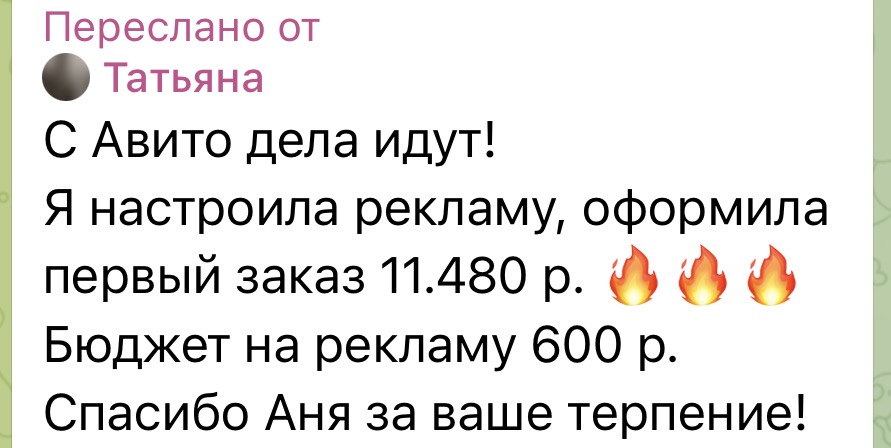 Переслано от
Татьяна
С Авито дела идут!
Я настроила рекламу, оформила
первый заказ 11.480 р. 🔥🔥🔥
Бюджет на рекламу 600 р.
Спасибо Аня за ваше терпение!